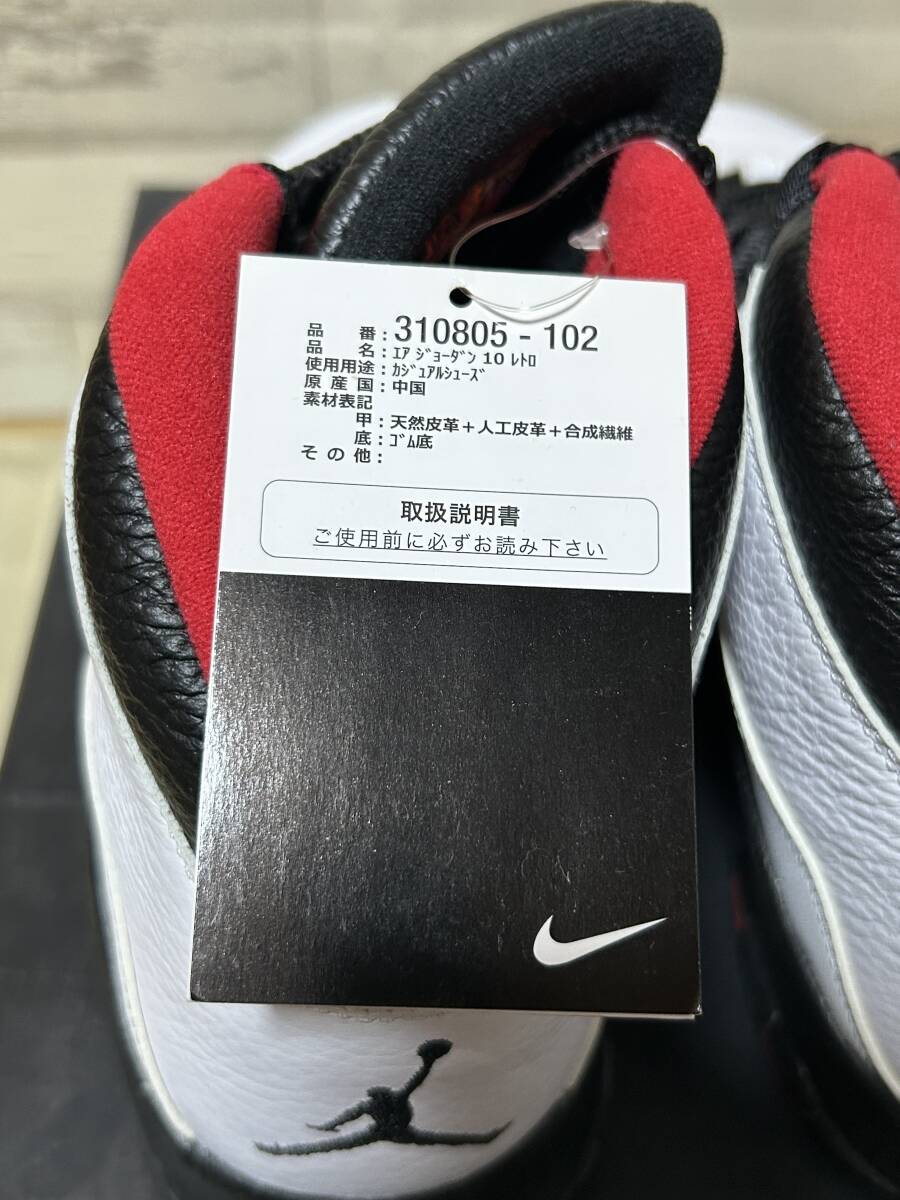 品　　番：310805 - 102
品　　名：ｴｱ ｼﾞｮｰﾀﾞﾝ 10 ﾚﾄﾛ
使用用途：ｶｼﾞｭｱﾙｼｭｰｽﾞ
原 産 国：中国
素材表記
甲：天然皮革＋人工皮革＋合成繊維
底：ｺﾞﾑ底
そ の 他：
取扱説明書
ご使用前に必ずお読み下さい